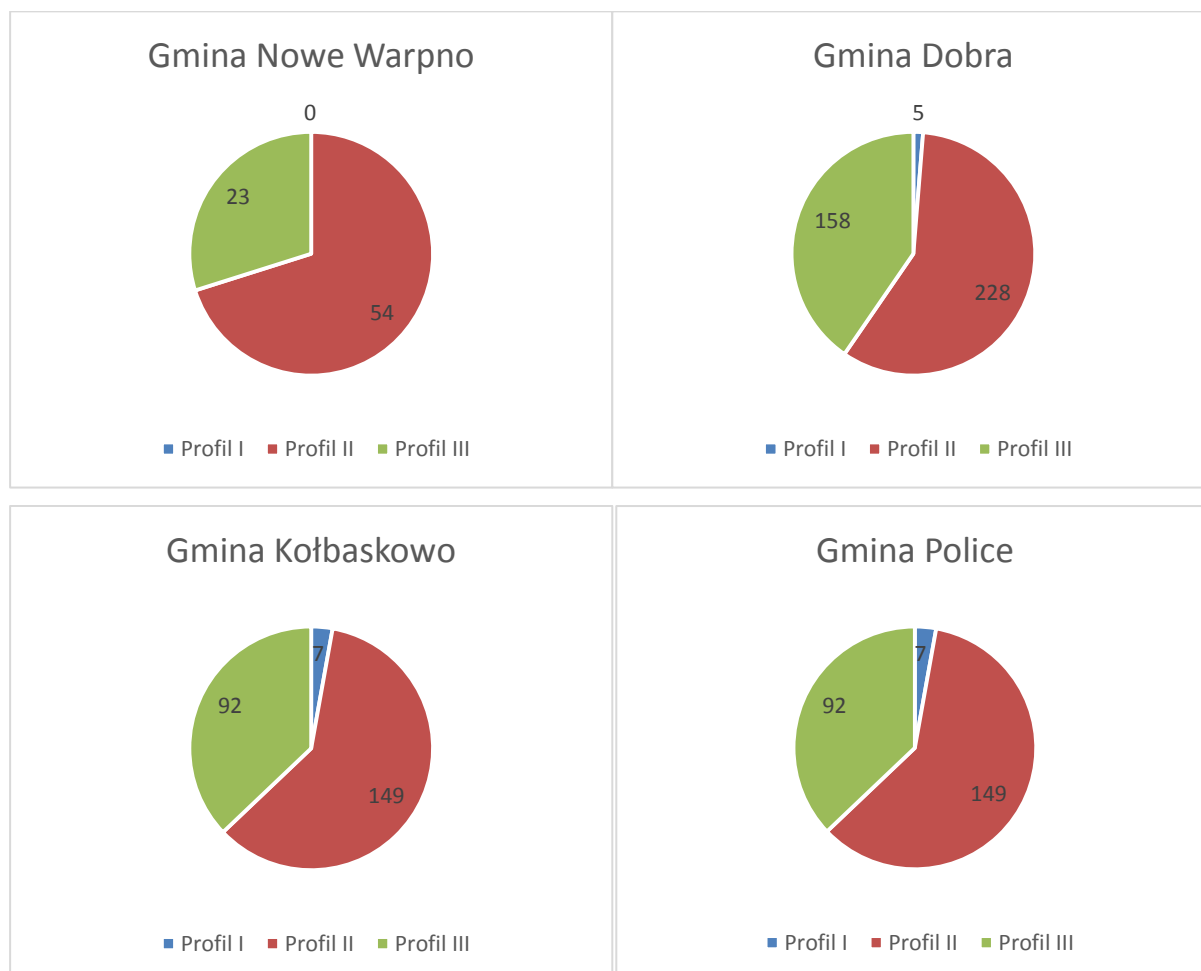 Gmina Nowe Warpno
0
23
54
Profil I Profil II Profil III
Gmina Dobra
5
158
228
Profil I Profil II Profil III
Gmina Kołbaskowo
7
92
149
Profil I Profil II Profil III
Gmina Police
7
92
149
Profil I Profil II Profil III